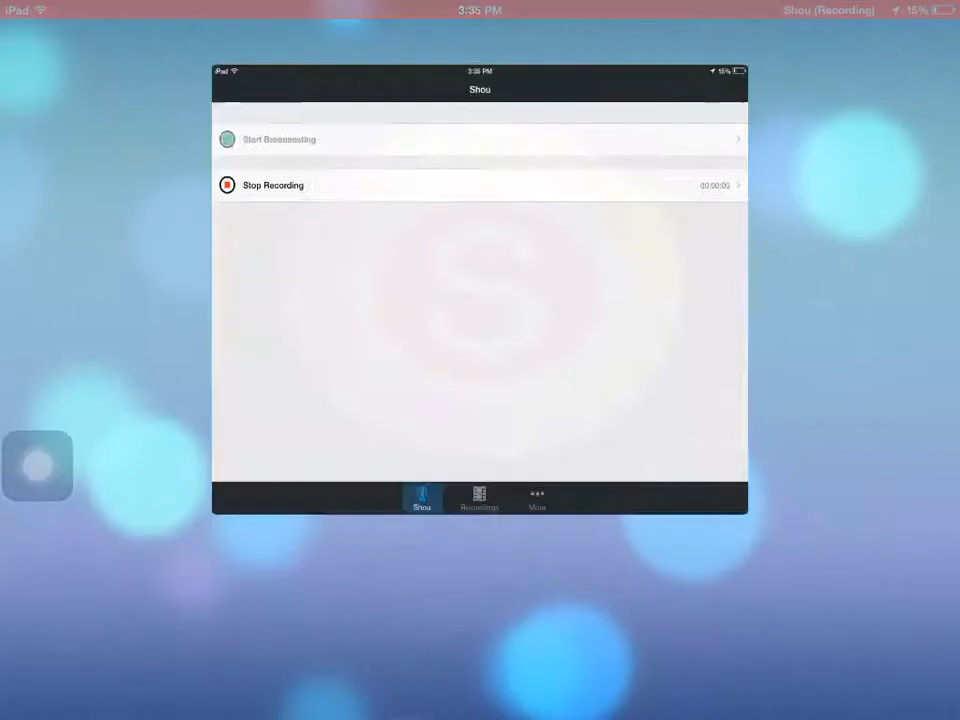 iPad 3:35 PM Shou (Recording) 15%
iPad 3:35 PM 15%
Shou
Start Broadcasting
Stop Recording 00:00:03
S
Shou Recordings More